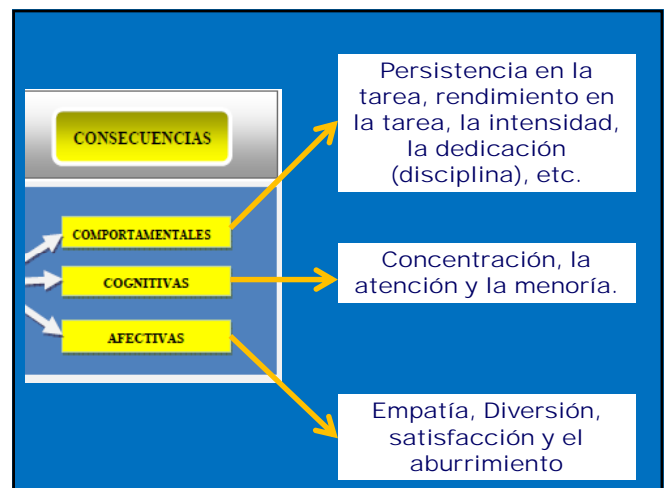 CONSECUENCIAS
COMPORTAMENTALES
COGNITIVAS
AFECTIVAS
Persistencia en la
tarea, rendimiento en
la tarea, la intensidad,
la dedicación
(disciplina), etc.
Concentración, la
atención y la menoría.
Empatía, Diversión,
satisfacción y el
aburrimiento